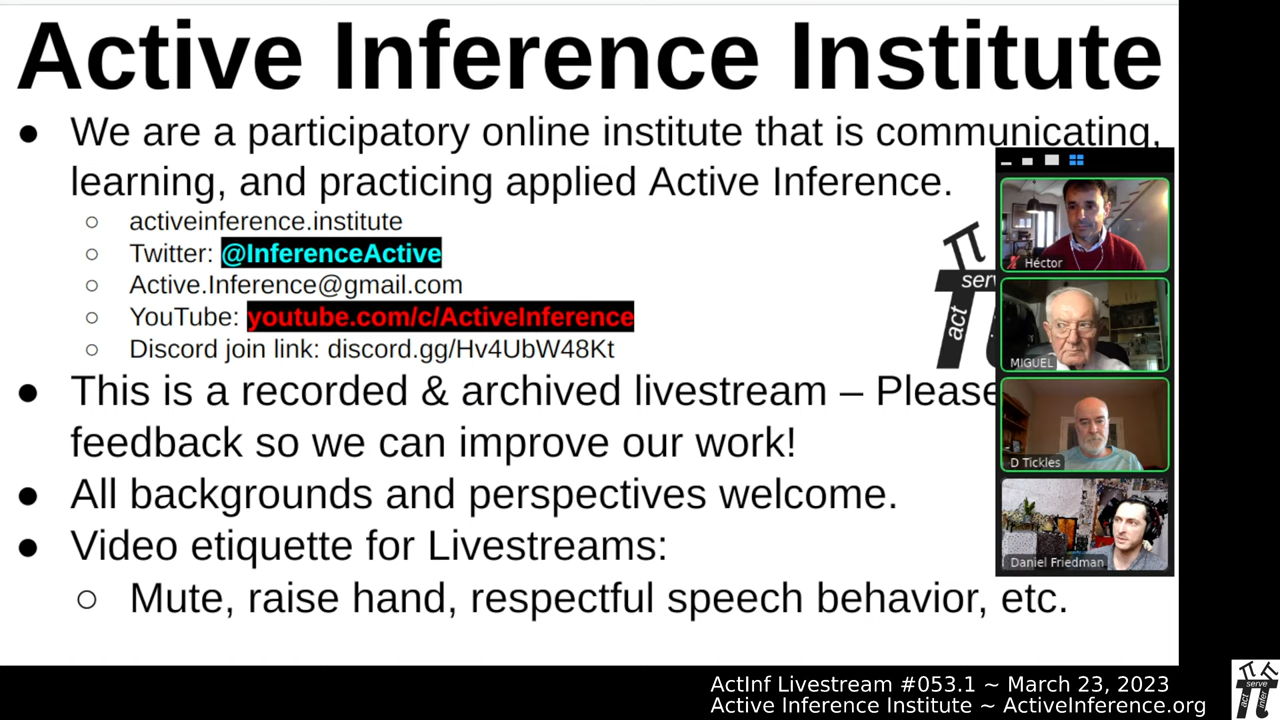 Active Inference Institute
● We are a participatory online institute that is communicating,
learning, and practicing applied Active Inference.
○ activeinference.institute
○ Twitter: @InferenceActive
○ Active.Inference@gmail.com
○ YouTube: youtube.com/c/ActiveInference
○ Discord join link: discord.gg/Hv4UbW48Kt
● This is a recorded & archived livestream – Please
feedback so we can improve our work!
● All backgrounds and perspectives welcome.
● Video etiquette for Livestreams:
○ Mute, raise hand, respectful speech behavior, etc.
act
Héctor
MIGUEL
D Tickles
Daniel Friedman
ActInf Livestream #053.1 ~ March 23, 2023
Active Inference Institute ~ ActiveInference.org
act
serve
infer